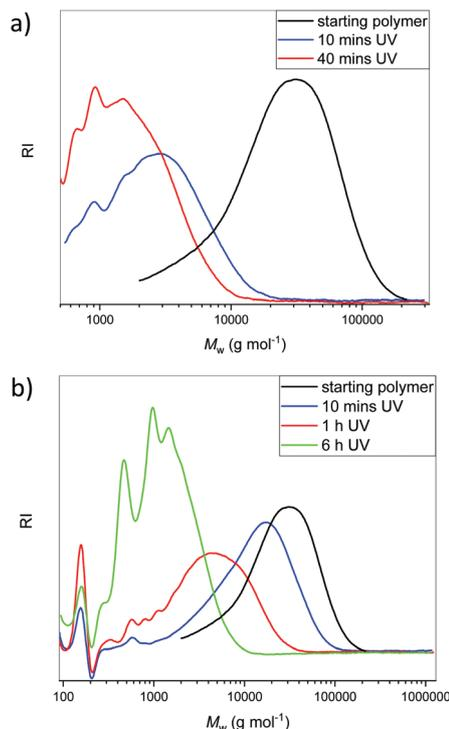 a)
starting polymer
10 mins UV
40 mins UV
RI
1000 10000 100000
Mw (g mol⁻¹)
b)
starting polymer
10 mins UV
1 h UV
6 h UV
RI
100 1000 10000 100000 1000000
Mw (g mol⁻¹)